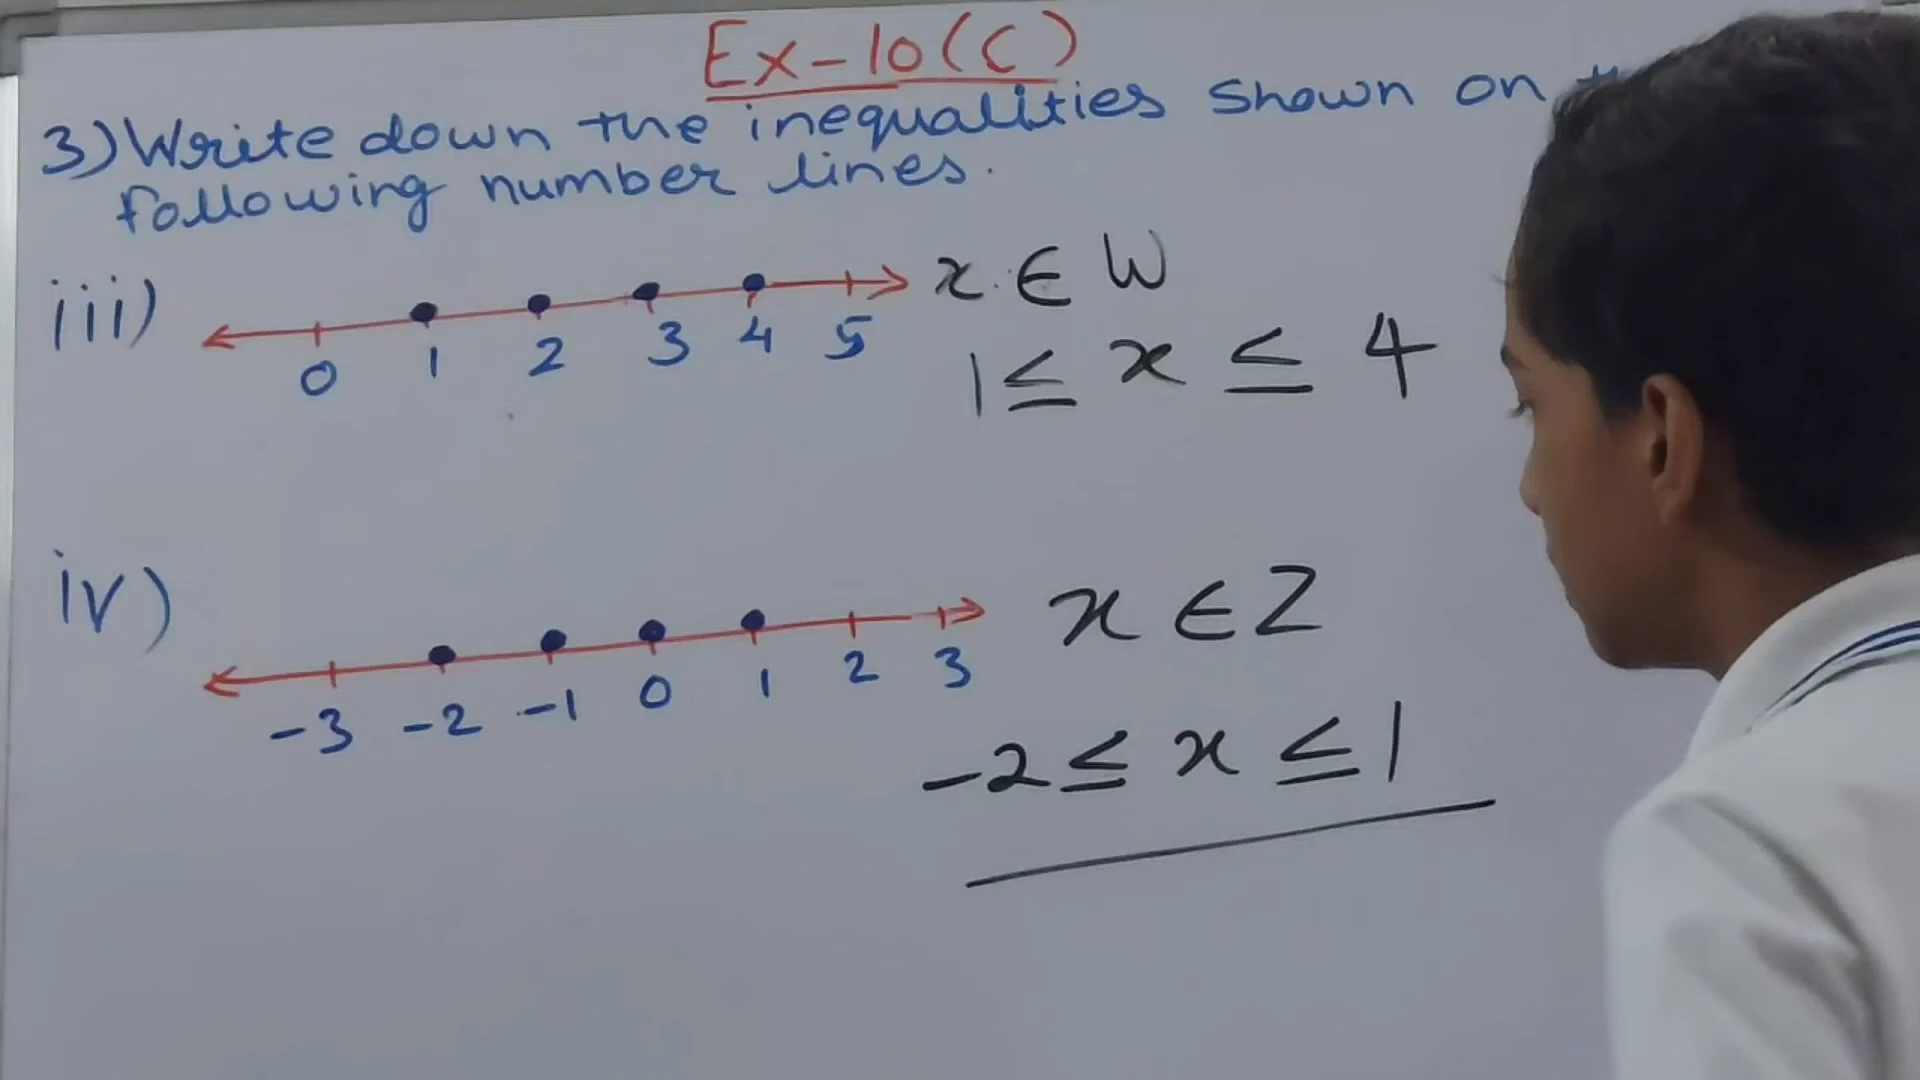 Ex-10(C)
3) Write down the inequalities shown on
following number lines.
iii) x ∈ W
0 1 2 3 4 5
1 ≤ x ≤ 4
iv) x ∈ Z
-3 -2 -1 0 1 2 3
-2 ≤ x ≤ 1